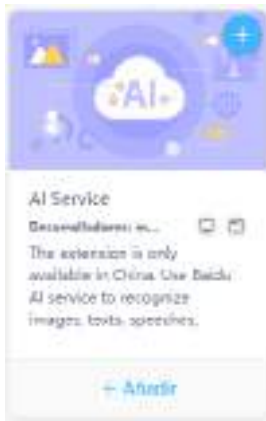 AI
AI Service
Desarrolladores: m...
The extension is only
available in China. Use Baidu
AI service to recognize
images, texts, speeches,
+ Añadir